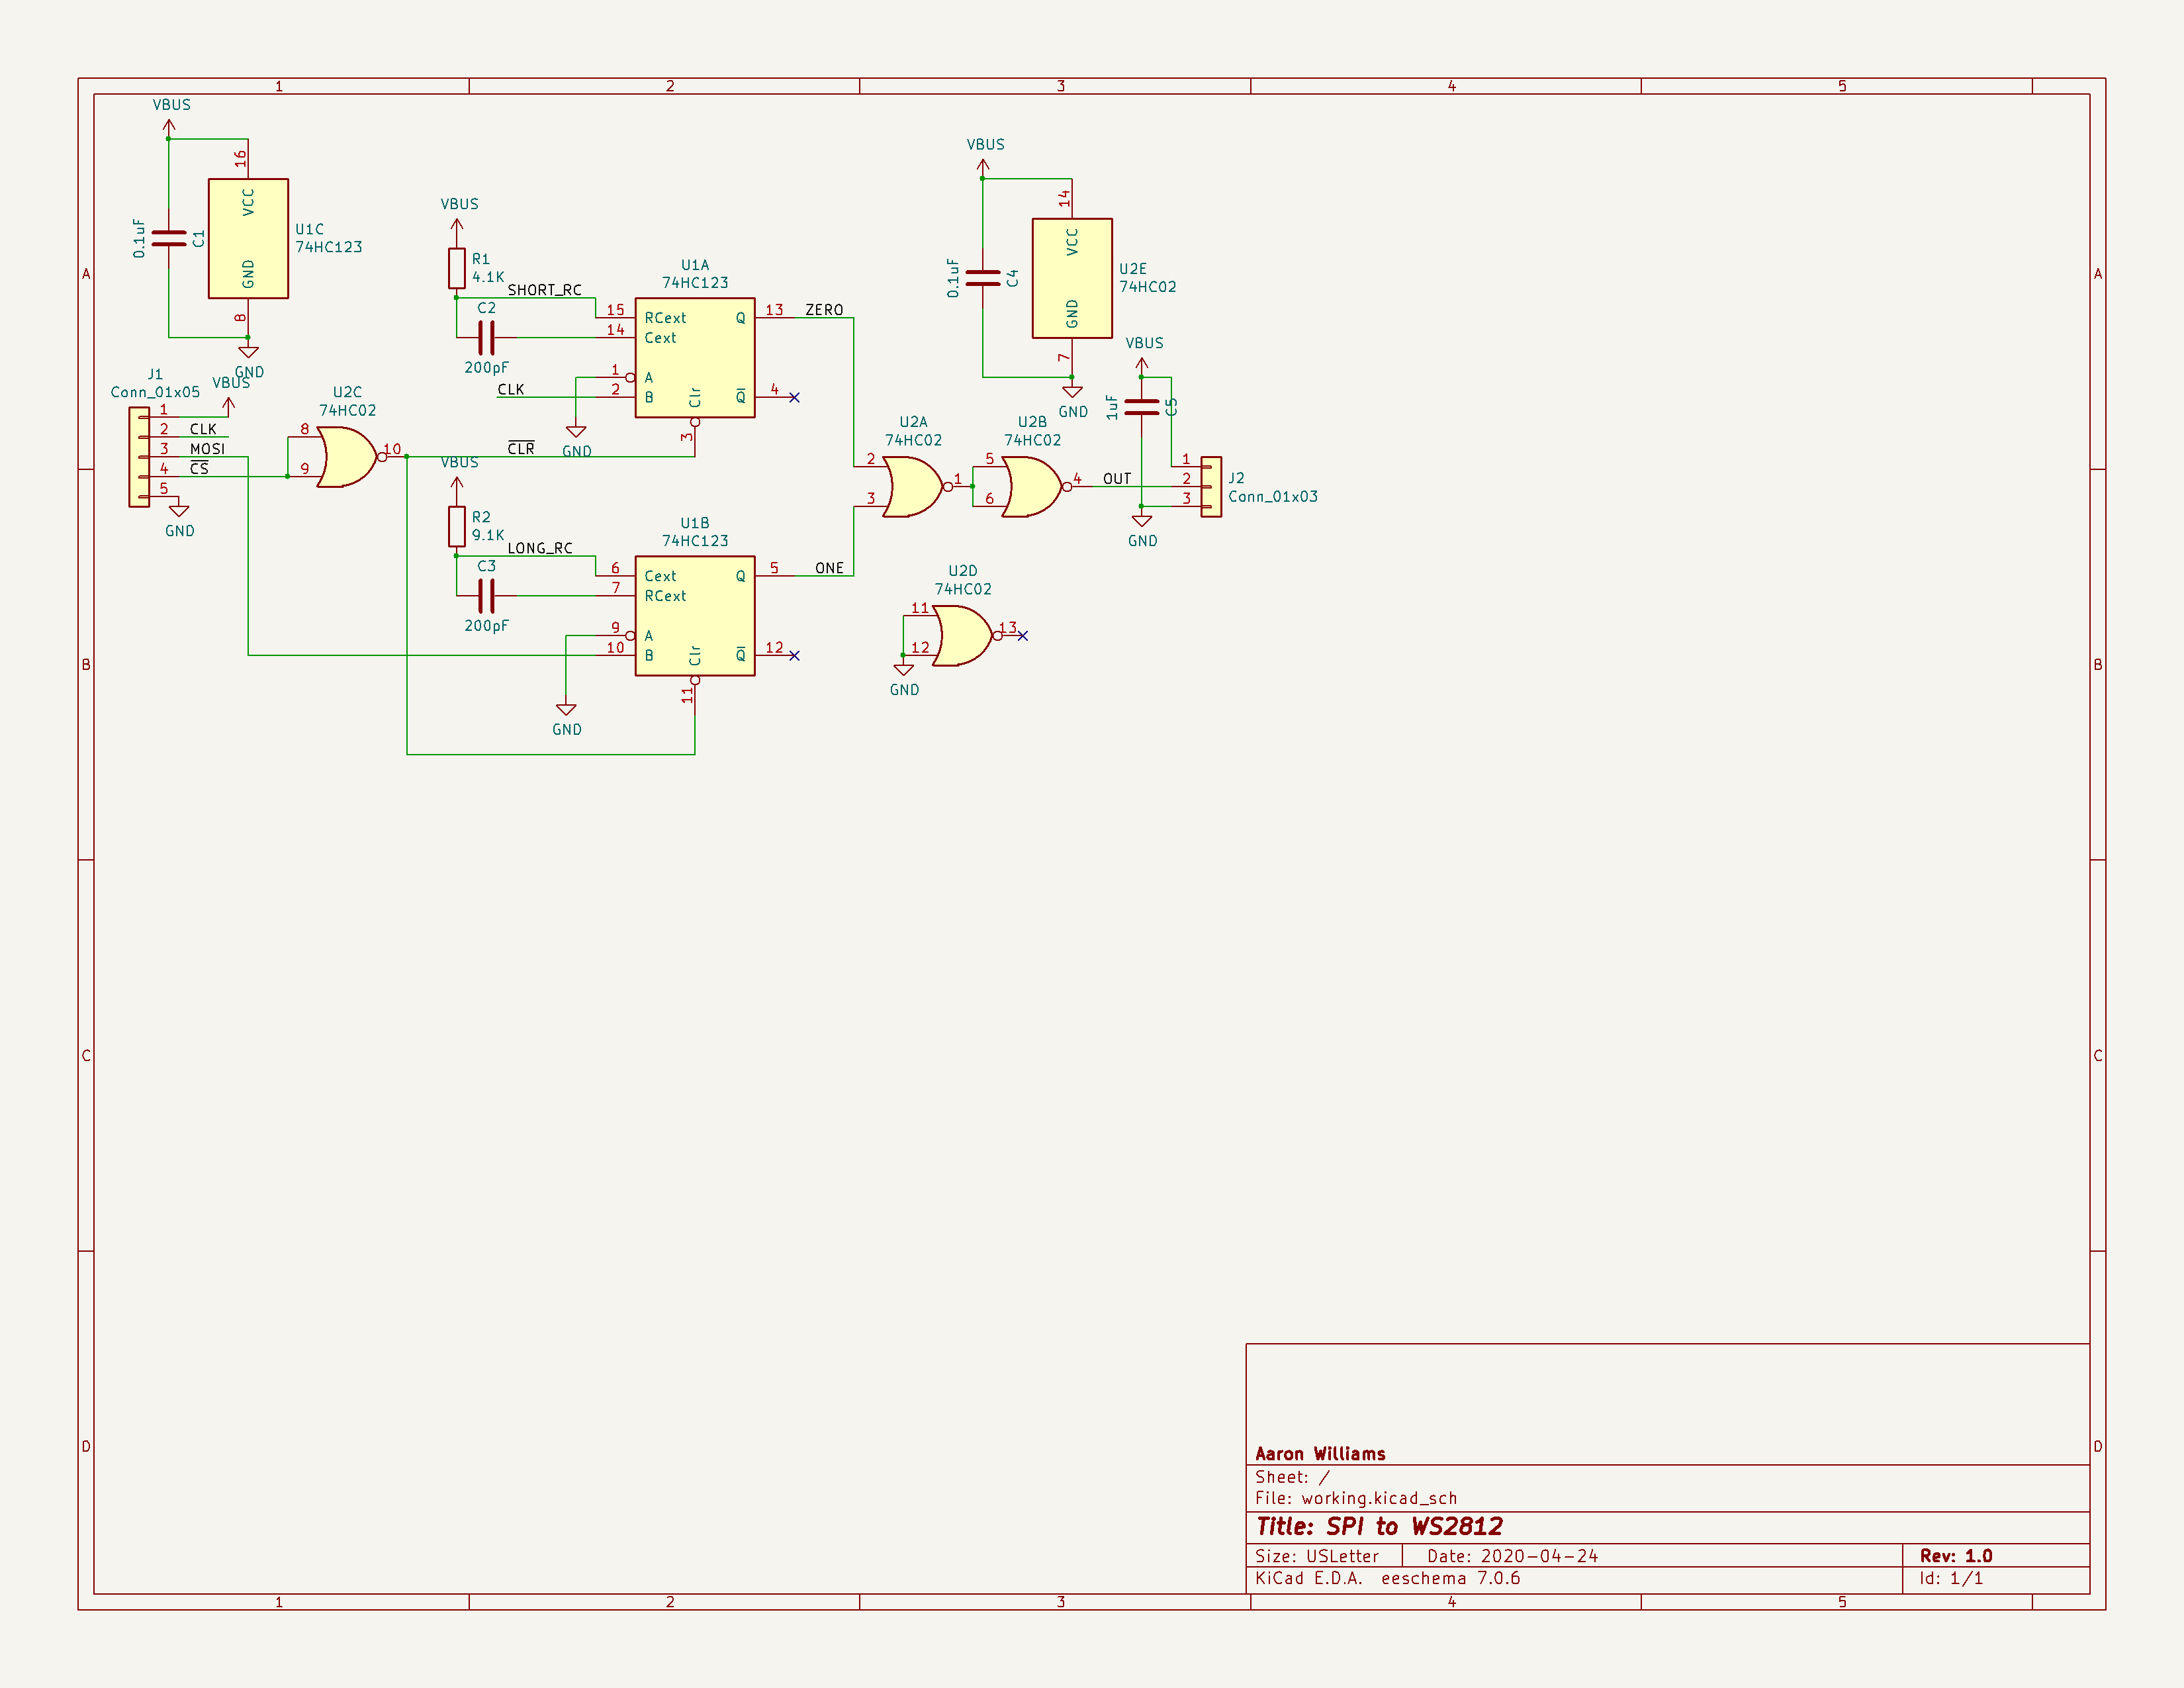 1 2 3 4 5
VBUS
16
VCC
GND
8
0.1uF
C1
U1C
74HC123
GND
J1
Conn_01x05
VBUS
1
2 CLK
3 MOSI
4 CS
5
GND
U2C
74HC02
8
9
10
CLR
VBUS
R1
4.1K
SHORT_RC
C2
200pF
CLK
GND
U1A
74HC123
15 RCext
14 Cext
1 A
2 B
Q 13
Q 4
Clr
3
ZERO
VBUS
R2
9.1K
LONG_RC
C3
200pF
GND
U1B
74HC123
6 Cext
7 RCext
9 A
10 B
Q 5
Q 12
Clr
11
ONE
VBUS
14
VCC
GND
7
0.1uF
C4
U2E
74HC02
GND
U2A
74HC02
2
3
1
U2B
74HC02
5
6
4
OUT
VBUS
1uF
C5
GND
1
2
3
J2
Conn_01x03
U2D
74HC02
11
12
13
GND
A
B
C
D
A
B
C
D
Aaron Williams
Sheet: /
File: working.kicad_sch
Title: SPI to WS2812
Size: USLetter Date: 2020-04-24 Rev: 1.0
KiCad E.D.A. eeschema 7.0.6 Id: 1/1
1 2 3 4 5